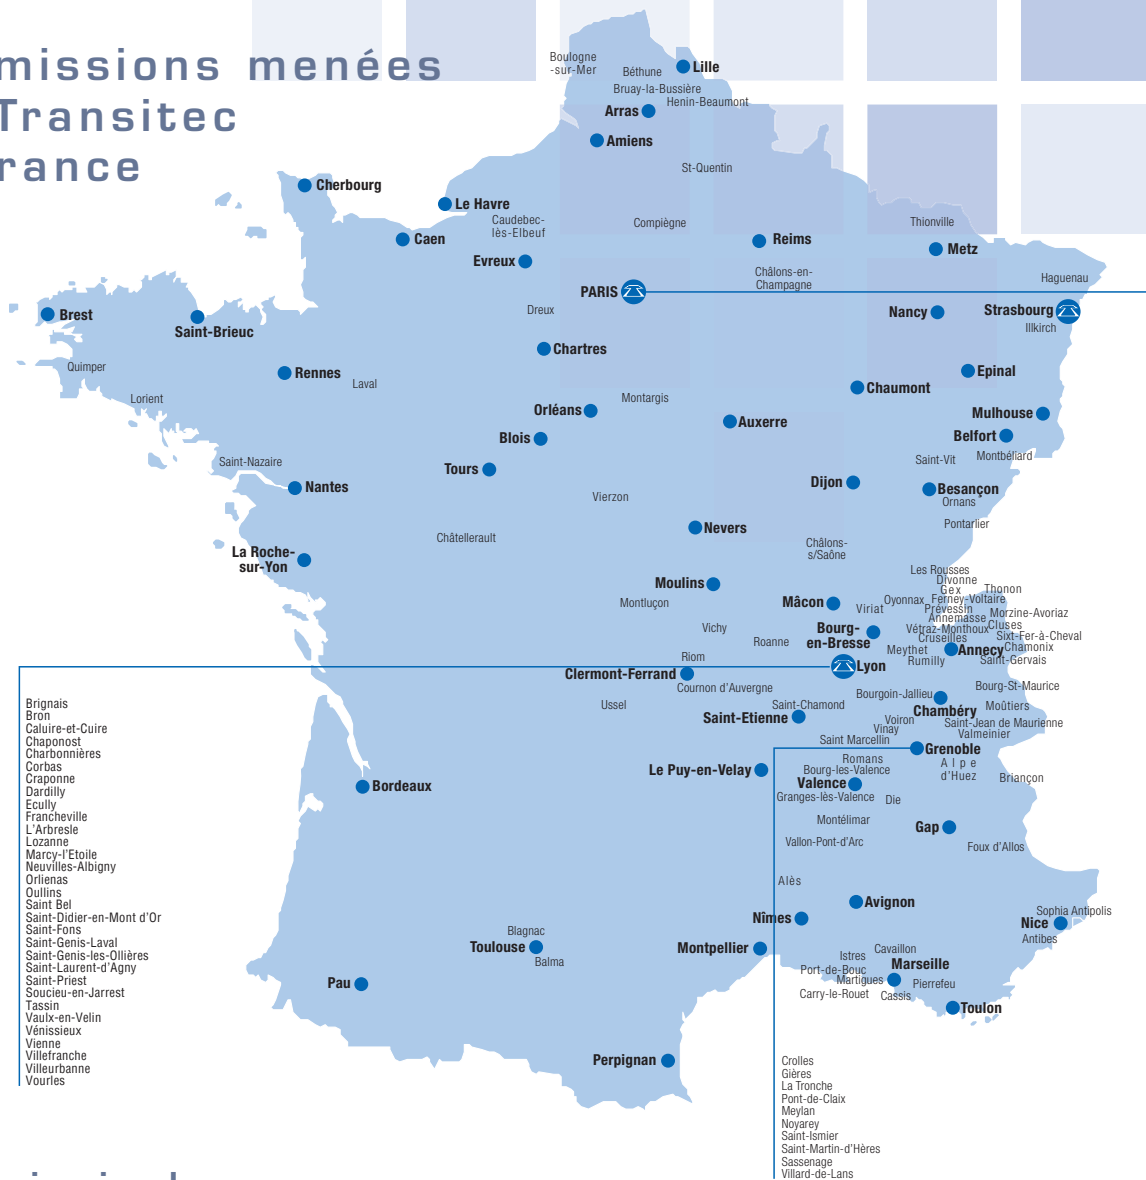 missions menées
Transitec
rance
Boulogne
-sur-Mer
Béthune
Lille
Bruay-la-Bussière
Henin-Beaumont
Arras
Amiens
St-Quentin
Cherbourg
Le Havre
Caudebec-
lès-Elbeuf
Compiègne
Thionville
Caen
Reims
Metz
Evreux
Châlons-en-
Champagne
Haguenau
PARIS
Brest
Saint-Brieuc
Dreux
Nancy
Strasbourg
Illkirch
Chartres
Quimper
Rennes
Laval
Epinal
Chaumont
Lorient
Montargis
Orléans
Auxerre
Mulhouse
Blois
Belfort
Montbéliard
Saint-Nazaire
Tours
Saint-Vit
Nantes
Dijon
Besançon
Vierzon
Ornans
Nevers
Pontarlier
Châtellerault
Châlons-
s/Saône
La Roche-
sur-Yon
Les Rousses
Divonne
Moulins
Gex
Thonon
Montluçon
Mâcon
Viriat
Oyonnax
Ferney-Voltaire
Prévessin
Annemasse
Morzine-Avoriaz
Vichy
Bourg-
en-Bresse
Vétraz-Monthoux
Cluses
Roanne
Cruseilles
Sixt-Fer-à-Cheval
Meythet
Annecy
Chamonix
Riom
Rumilly
Saint-Gervais
Lyon
Clermont-Ferrand
Cournon d'Auvergne
Bourg-St-Maurice
Bourgoin-Jallieu
Ussel
Saint-Chamond
Chambéry
Moûtiers
Saint-Etienne
Voiron
Saint-Jean de Maurienne
Vinay
Valmeinier
Saint Marcellin
Grenoble
Romans
Alpe
d'Huez
Le Puy-en-Velay
Bourg-les-Valence
Briançon
Valence
Bordeaux
Granges-lès-Valence
Die
Montélimar
Gap
Vallon-Pont-d'Arc
Foux d'Allos
Alès
Avignon
Nîmes
Sophia Antipolis
Nice
Blagnac
Antibes
Toulouse
Montpellier
Cavaillon
Balma
Istres
Marseille
Port-de-Bouc
Pau
Martigues
Pierrefeu
Carry-le-Rouet
Cassis
Toulon
Perpignan
Brignais
Bron
Caluire-et-Cuire
Chaponost
Charbonnières
Corbas
Craponne
Dardilly
Ecully
Francheville
L'Arbresle
Lozanne
Marcy-l'Etoile
Neuvilles-Albigny
Orlienas
Oullins
Saint Bel
Saint-Didier-en-Mont d'Or
Saint-Fons
Saint-Genis-Laval
Saint-Genis-les-Ollières
Saint-Laurent-d'Agny
Saint-Priest
Soucieu-en-Jarrest
Tassin
Vaulx-en-Velin
Vénissieux
Vienne
Villefranche
Villeurbanne
Vourles
Crolles
Gières
La Tronche
Pont-de-Claix
Meylan
Noyarey
Saint-Ismier
Saint-Martin-d'Hères
Sassenage
Villard-de-Lans